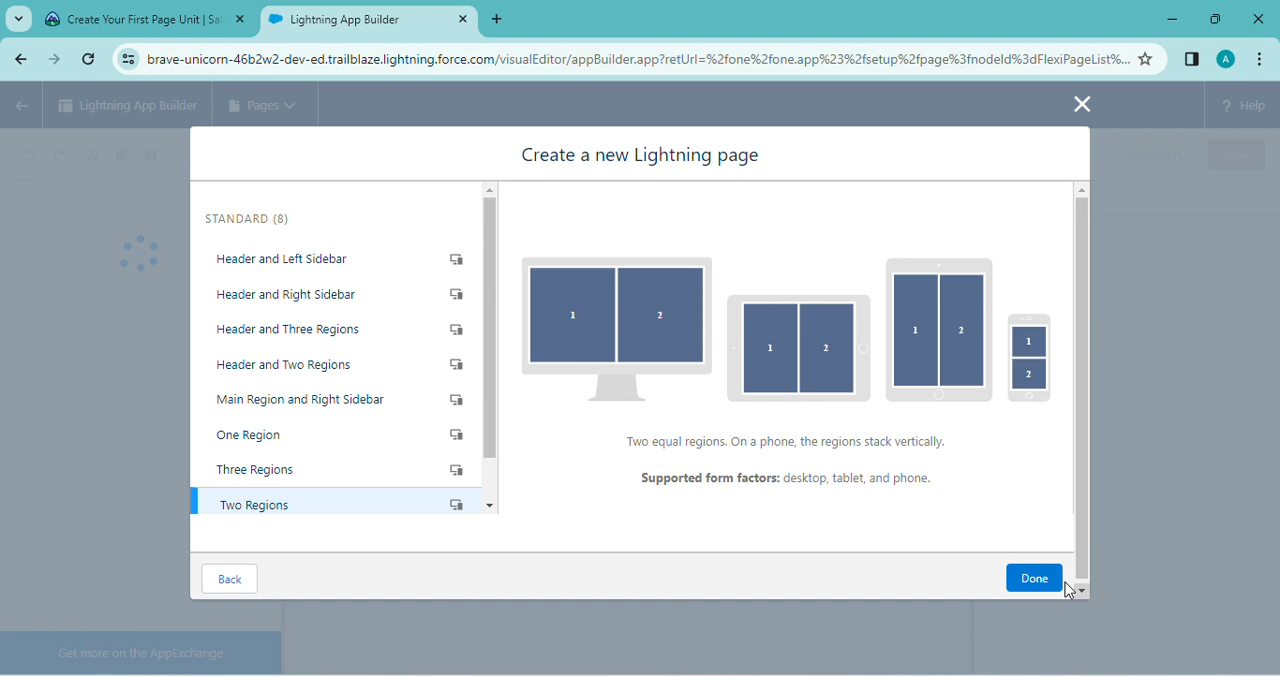 Create Your First Page Unit | Sa
Lightning App Builder
brave-unicorn-46b2w2-dev-ed.trailblaze.lightning.force.com/visualEditor/appBuilder.app?retUrl=%2fone%2fone.app%23%2fsetup%2fpage%3fnodeId%3dFlexiPageList%...
A
Lightning App Builder
Pages
? Help
Create a new Lightning page
Activation...
Save
STANDARD (8)
Header and Left Sidebar
Header and Right Sidebar
Header and Three Regions
Header and Two Regions
Main Region and Right Sidebar
One Region
Three Regions
Two Regions
1 2
1 2
1 2
1
2
Two equal regions. On a phone, the regions stack vertically.
Supported form factors: desktop, tablet, and phone.
Back
Done
Get more on the AppExchange